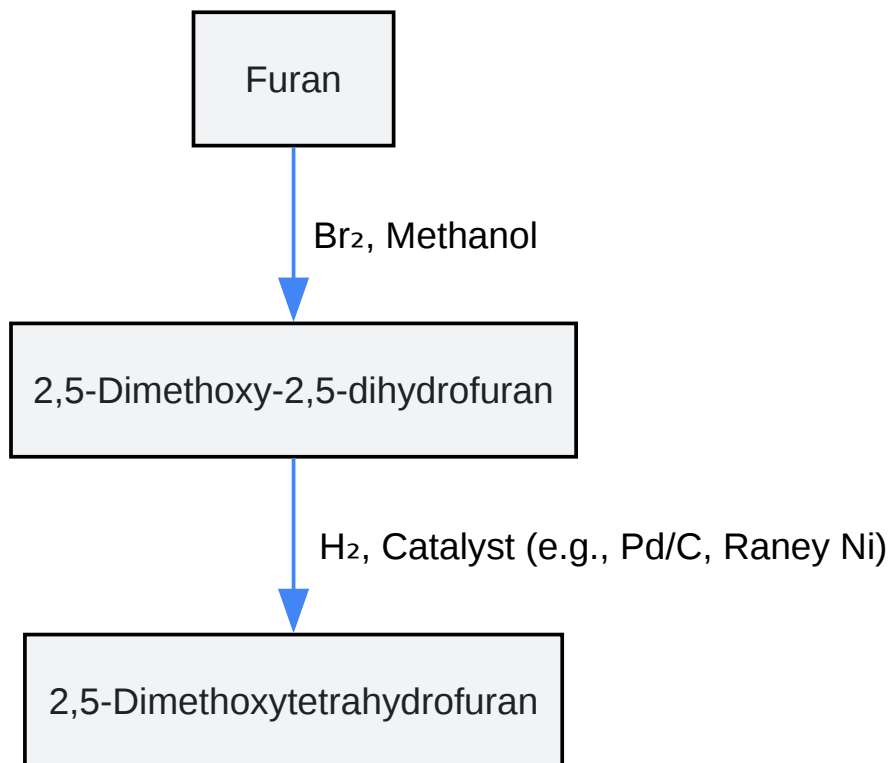 Furan
Br₂, Methanol
2,5-Dimethoxy-2,5-dihydrofuran
H₂, Catalyst (e.g., Pd/C, Raney Ni)
2,5-Dimethoxytetrahydrofuran